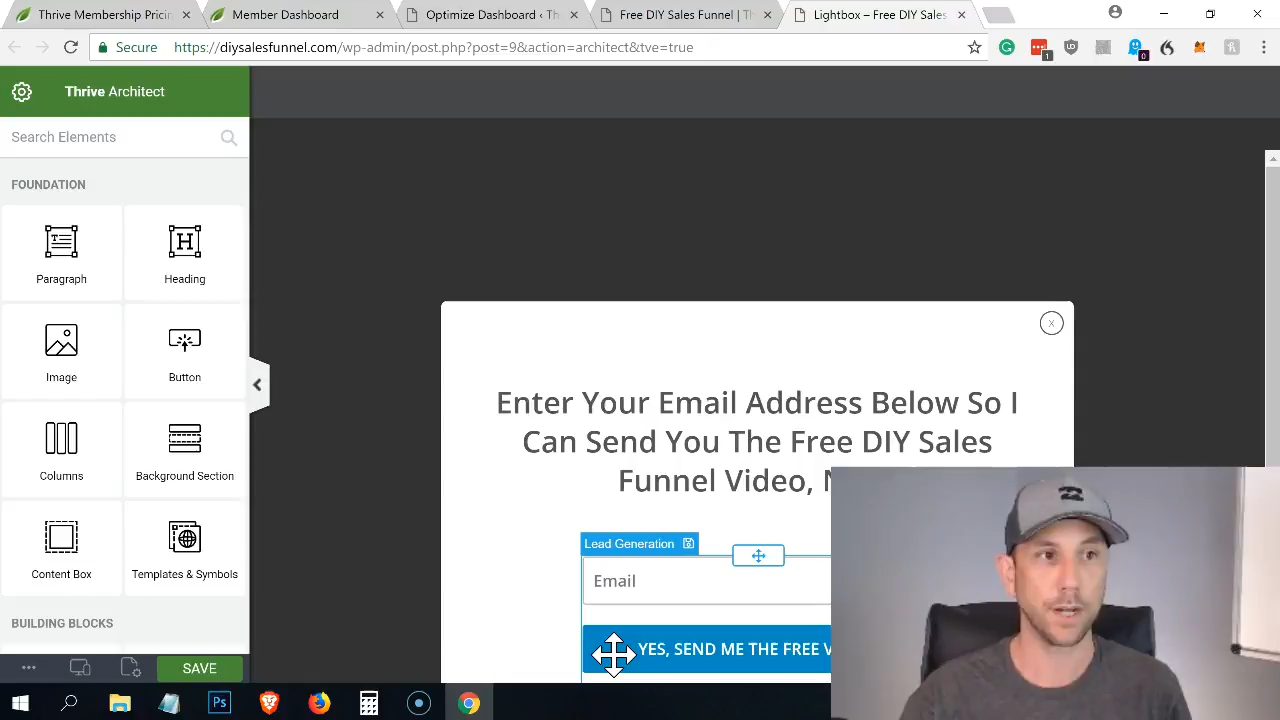 Thrive Membership Pricin
Member Dashboard
Optimize Dashboard ‹ Th
Free DIY Sales Funnel | Th
Lightbox – Free DIY Sales
Secure
https://diysalesfunnel.com/wp-admin/post.php?post=9&action=architect&tve=true
1
0
Thrive Architect
Search Elements
FOUNDATION
Paragraph
Heading
Image
Button
Columns
Background Section
Content Box
Templates & Symbols
BUILDING BLOCKS
SAVE
X
Enter Your Email Address Below So I
Can Send You The Free DIY Sales
Funnel Video,
Lead Generation
Email
YES, SEND ME THE FREE
Ps